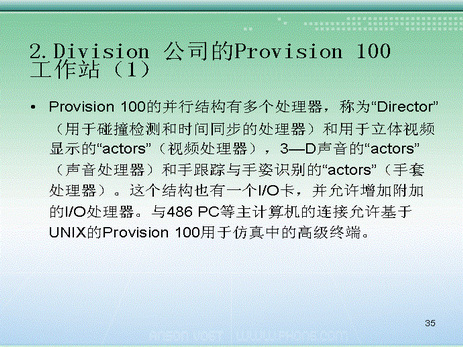 2.Division 公司的Provision 100
工作站（1）
• Provision 100的并行结构有多个处理器，称为“Director”
（用于碰撞检测和时间同步的处理器）和用于立体视频
显示的“actors”（视频处理器），3—D声音的“actors”
（声音处理器）和手跟踪与手姿识别的“actors”（手套
处理器）。这个结构也有一个I/O卡，并允许增加附加
的I/O处理器。与486 PC等主计算机的连接允许基于
UNIX的Provision 100用于仿真中的高级终端。
35